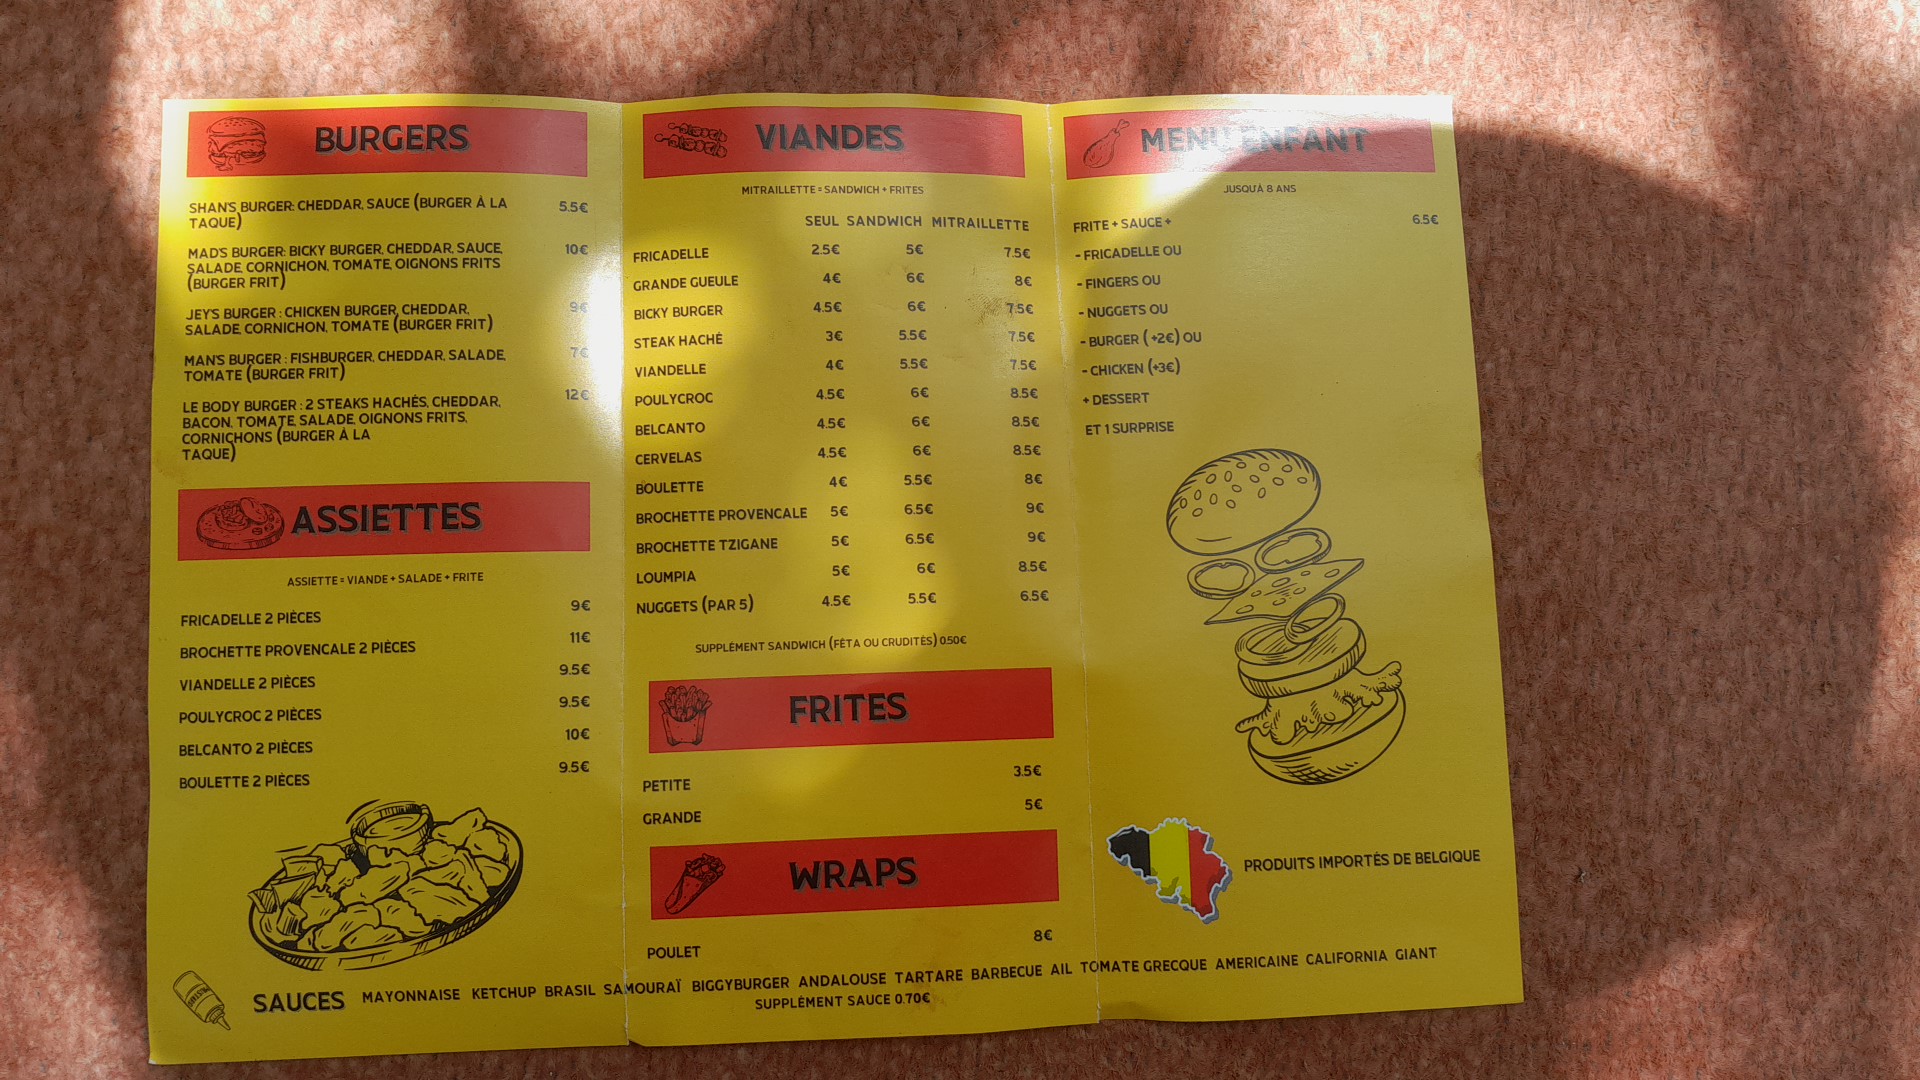 BURGERS
SHAN'S BURGER: CHEDDAR, SAUCE (BURGER À LA 5.5€
TAQUE)
MAD'S BURGER: BICKY BURGER, CHEDDAR, SAUCE, 10€
SALADE, CORNICHON, TOMATE, OIGNONS FRITS
(BURGER FRIT)
JEY'S BURGER : CHICKEN BURGER, CHEDDAR, 9€
SALADE, CORNICHON, TOMATE (BURGER FRIT)
MAN'S BURGER : FISHBURGER, CHEDDAR, SALADE, 7€
TOMATE (BURGER FRIT)
LE BODY BURGER : 2 STEAKS HACHÉS, CHEDDAR, 12€
BACON, TOMATE, SALADE, OIGNONS FRITS,
CORNICHONS (BURGER À LA
TAQUE)
ASSIETTES
ASSIETTE = VIANDE + SALADE + FRITE
FRICADELLE 2 PIÈCES 9€
BROCHETTE PROVENCALE 2 PIÈCES 11€
VIANDELLE 2 PIÈCES 9.5€
POULYCROC 2 PIÈCES 9.5€
BELCANTO 2 PIÈCES 10€
BOULETTE 2 PIÈCES 9.5€
VIANDES
MITRAILLETTE = SANDWICH + FRITES
SEUL SANDWICH MITRAILLETTE
FRICADELLE 2.5€ 5€ 7.5€
GRANDE GUEULE 4€ 6€ 8€
BICKY BURGER 4.5€ 6€ 7.5€
STEAK HACHÉ 3€ 5.5€ 7.5€
VIANDELLE 4€ 5.5€ 7.5€
POULYCROC 4.5€ 6€ 8.5€
BELCANTO 4.5€ 6€ 8.5€
CERVELAS 4.5€ 6€ 8.5€
BOULETTE 4€ 5.5€ 8€
BROCHETTE PROVENCALE 5€ 6.5€ 9€
BROCHETTE TZIGANE 5€ 6.5€ 9€
LOUMPIA 5€ 6€ 8.5€
NUGGETS (PAR 5) 4.5€ 5.5€ 6.5€
SUPPLÉMENT SANDWICH (FÉTA OU CRUDITÉS) 0.50€
FRITES
PETITE 3.5€
GRANDE 5€
WRAPS
POULET 8€
MENU ENFANT
JUSQU'À 8 ANS
FRITE + SAUCE + 6.5€
- FRICADELLE OU
- FINGERS OU
- NUGGETS OU
- BURGER (+2€) OU
- CHICKEN (+3€)
+ DESSERT
ET 1 SURPRISE
PRODUITS IMPORTÉS DE BELGIQUE
SAUCES MAYONNAISE KETCHUP BRASIL SAMOURAÏ BIGGYBURGER ANDALOUSE TARTARE BARBECUE AIL TOMATE GRECQUE AMERICAINE CALIFORNIA GIANT
SUPPLÉMENT SAUCE 0.70€